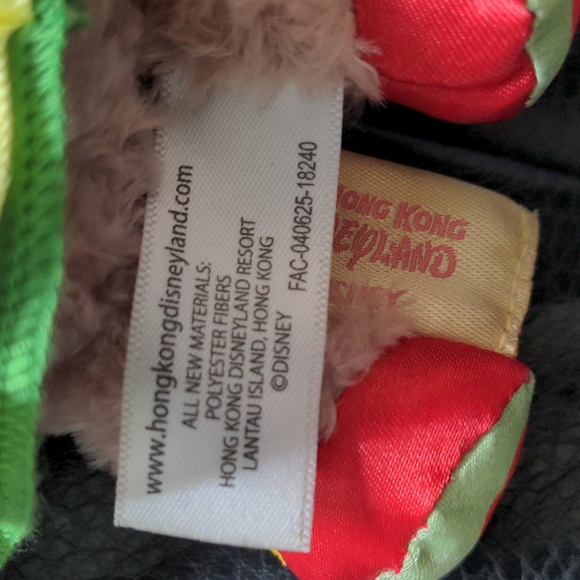 www.hongkongdisneyland.com
ALL NEW MATERIALS:
POLYESTER FIBERS
HONG KONG DISNEYLAND RESORT
LANTAU ISLAND, HONG KONG
©DISNEY FAC-040625-18240
HONG KONG